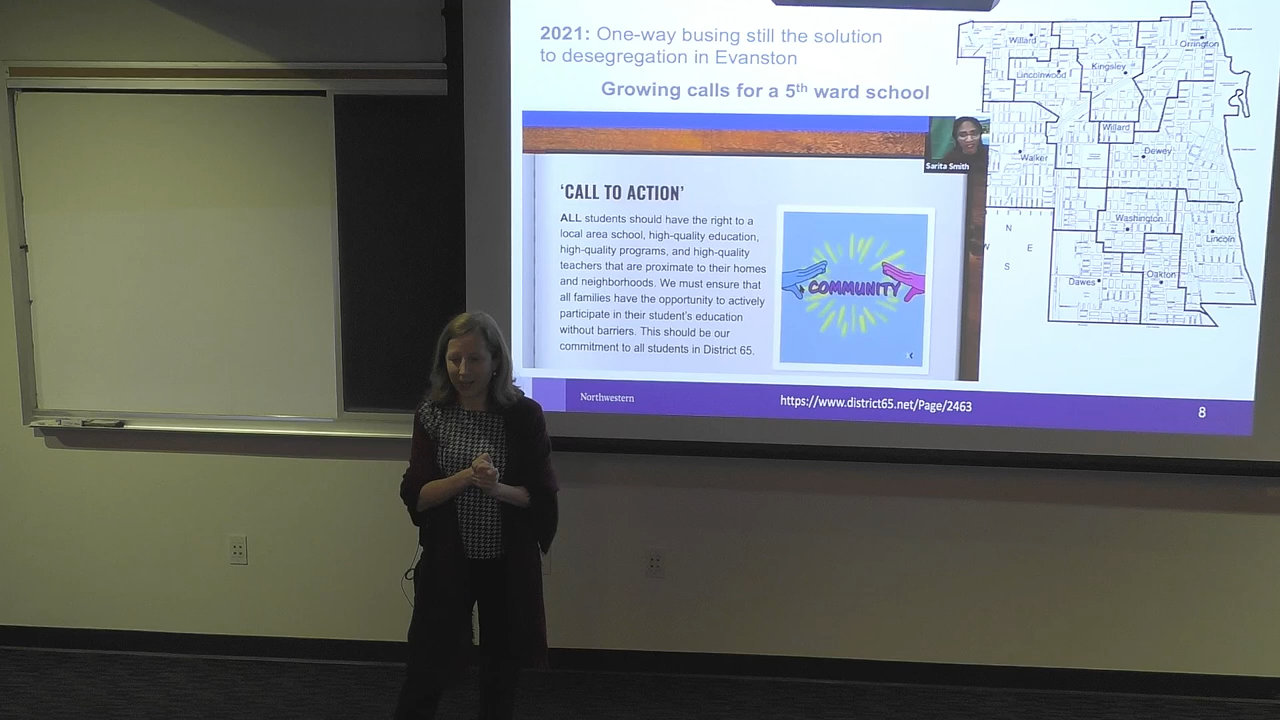 2021: One-way busing still the solution
to desegregation in Evanston
Growing calls for a 5th ward school
Sarita Smith
'CALL TO ACTION'
ALL students should have the right to a
local area school, high-quality education,
high-quality programs, and high-quality
teachers that are proximate to their homes
and neighborhoods. We must ensure that
all families have the opportunity to actively
participate in their student's education
without barriers. This should be our
commitment to all students in District 65.
COMMUNITY
Willard
Orrington
Kingsley
Lincolnwood
Willard
Dewey
Walker
Washington
Lincoln
Oakton
Dawes
N
W
E
S
Northwestern
https://www.district65.net/Page/2463
8